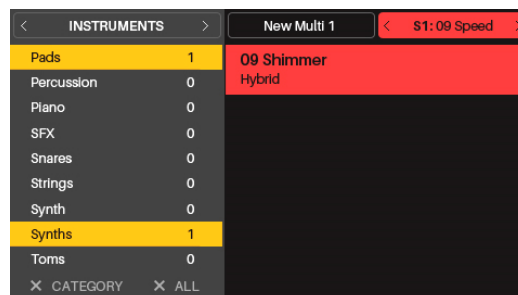 INSTRUMENTS
New Multi 1
S1: 09 Speed
Pads 1
Percussion 0
Piano 0
SFX 0
Snares 0
Strings 0
Synth 0
Synths 1
Toms 0
CATEGORY
ALL
09 Shimmer
Hybrid